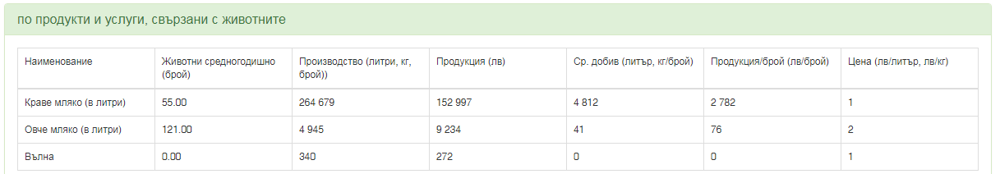 по продукти и услуги, свързани с животните
Наименование Животни средногодишно (брой) Производство (литри, кг, брой)) Продукция (лв) Ср. добив (литър, кг/брой) Продукция/брой (лв/брой) Цена (лв/литър, лв/кг)
Краве мляко (в литри) 55.00 264 679 152 997 4 812 2 782 1
Овче мляко (в литри) 121.00 4 945 9 234 41 76 2
Вълна 0.00 340 272 0 0 1